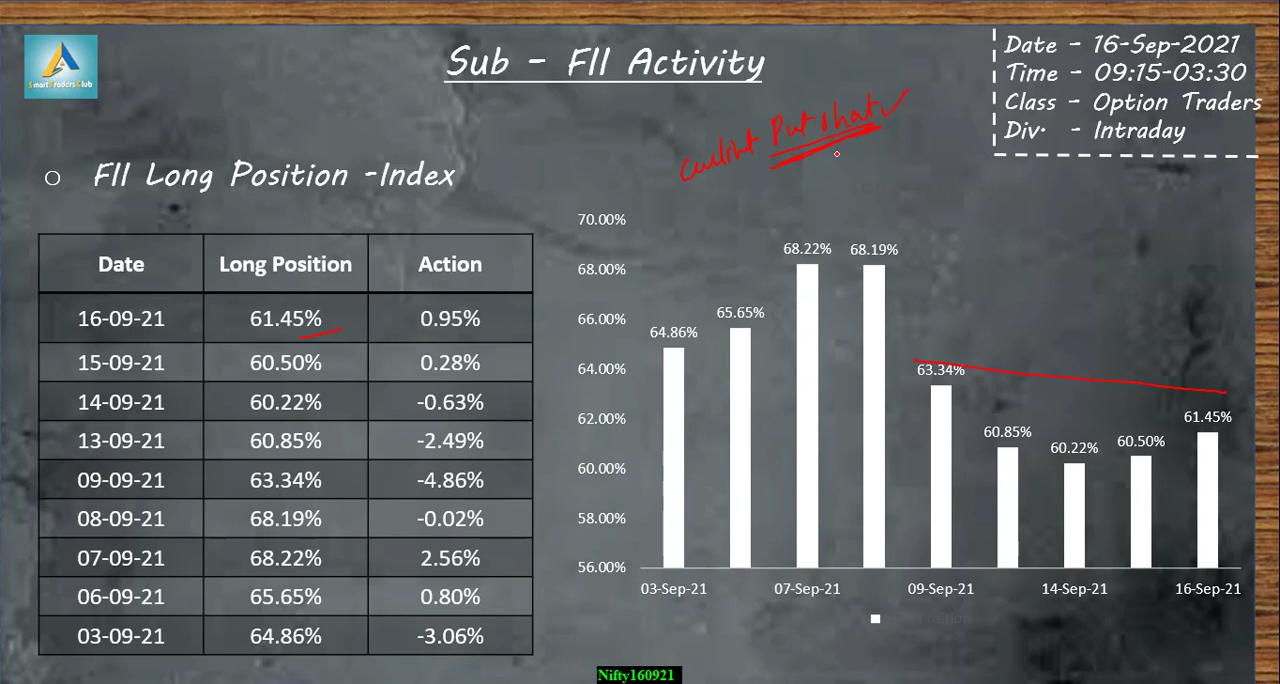 Smart Traders Club
Sub - FII Activity
Date - 16-Sep-2021
Time - 09:15-03:30
Class - Option Traders
Div. - Intraday
Put
FII Long Position -Index
Date Long Position Action
16-09-21 61.45% 0.95%
15-09-21 60.50% 0.28%
14-09-21 60.22% -0.63%
13-09-21 60.85% -2.49%
09-09-21 63.34% -4.86%
08-09-21 68.19% -0.02%
07-09-21 68.22% 2.56%
06-09-21 65.65% 0.80%
03-09-21 64.86% -3.06%
70.00%
68.00%
66.00%
64.00%
62.00%
60.00%
58.00%
56.00%
64.86% 65.65% 68.22% 68.19% 63.34% 60.85% 60.22% 60.50% 61.45%
03-Sep-21 07-Sep-21 09-Sep-21 14-Sep-21 16-Sep-21
Nifty160921